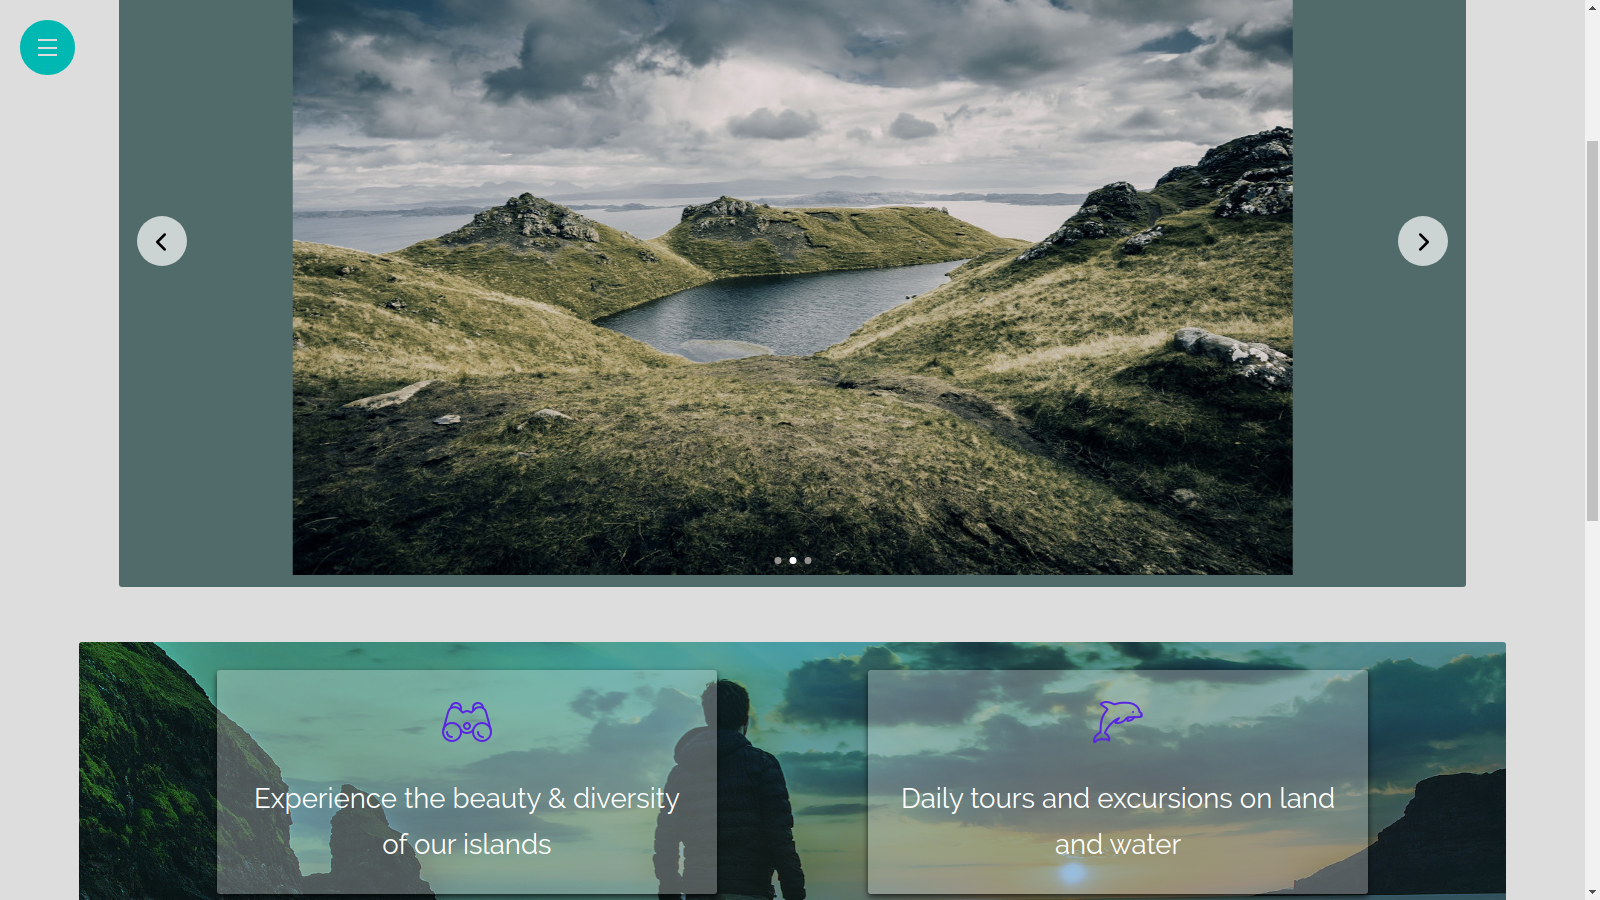 Experience the beauty & diversity
of our islands
Daily tours and excursions on land
and water